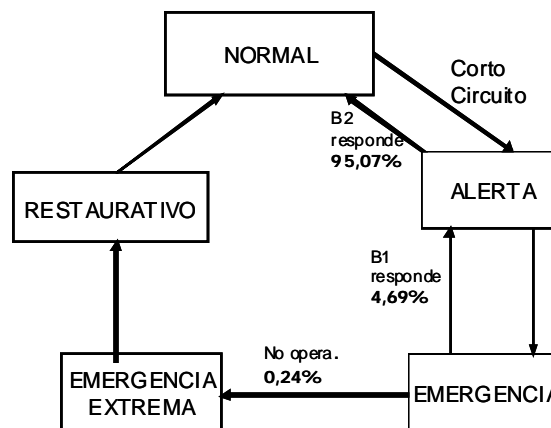 NORMAL
Corto
Circuito
B2
responde
95,07%
ALERTA
RESTAURATIVO
B1
responde
4,69%
No opera.
0,24%
EMERGENCIA
EXTREMA
EMERGENCIA